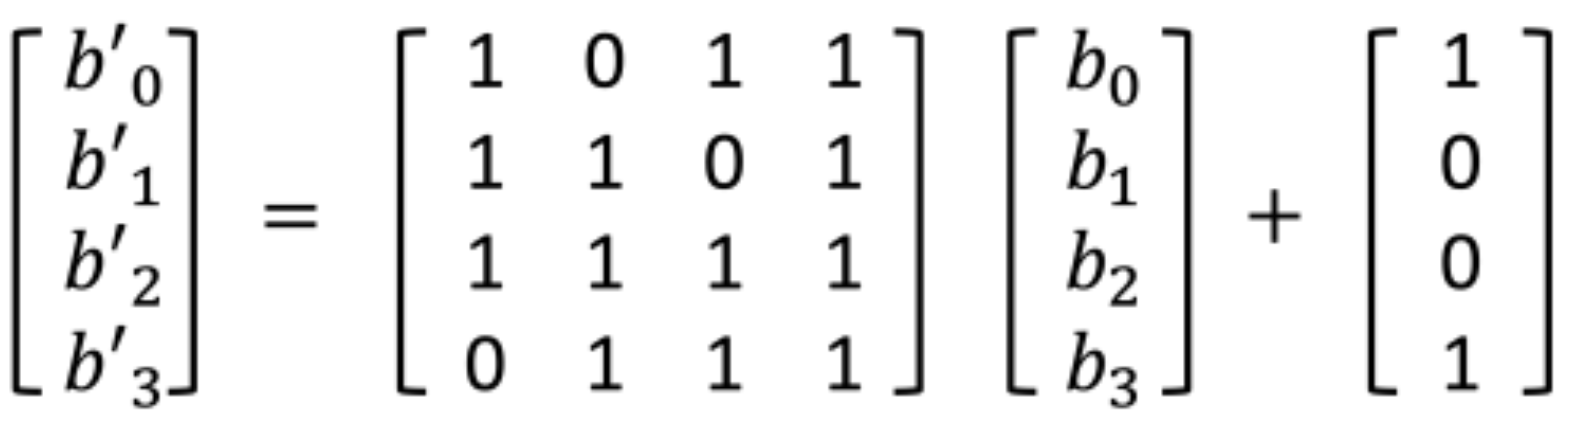 b′0 1 0 1 1 b0 1
b′1 1 1 0 1 b1 0
= +
b′2 1 1 1 1 b2 0
b′3 0 1 1 1 b3 1